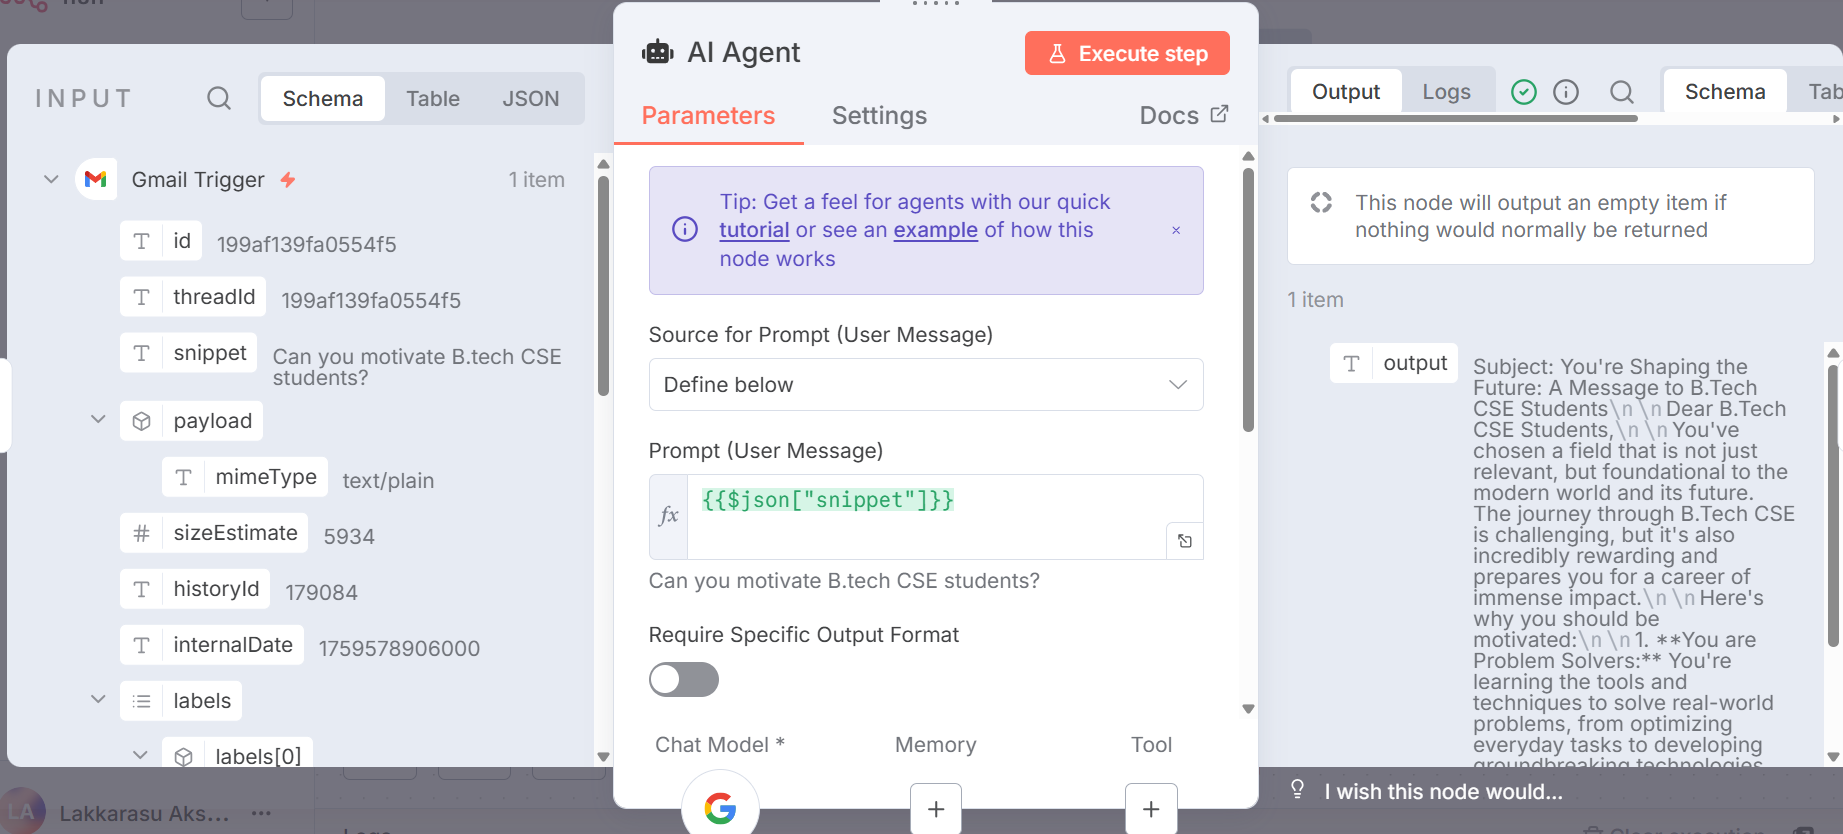 INPUT
Schema
Table
JSON
Gmail Trigger
1 item
id
199af139fa0554f5
threadId
199af139fa0554f5
snippet
Can you motivate B.tech CSE
students?
payload
mimeType
text/plain
sizeEstimate
5934
historyId
179084
internalDate
1759578906000
labels
labels[0]
LA
Lakkarasu Aks...
AI Agent
Execute step
Parameters
Settings
Docs
Tip: Get a feel for agents with our quick
tutorial or see an example of how this
node works
×
Source for Prompt (User Message)
Define below
Prompt (User Message)
fx
{{$json["snippet"]}}
Can you motivate B.tech CSE students?
Require Specific Output Format
Chat Model *
Memory
Tool
Output
Logs
Schema
Tab
This node will output an empty item if
nothing would normally be returned
1 item
output
Subject: You're Shaping the
Future: A Message to B.Tech
CSE Students\n\nDear B.Tech
CSE Students,\n\nYou've
chosen a field that is not just
relevant, but foundational to the
modern world and its future.
The journey through B.Tech CSE
is challenging, but it's also
incredibly rewarding and
prepares you for a career of
immense impact.\n\nHere's
why you should be
motivated:\n\n1. **You are
Problem Solvers:** You're
learning the tools and
techniques to solve real-world
problems, from optimizing
everyday tasks to developing
groundbreaking technologies
I wish this node would...